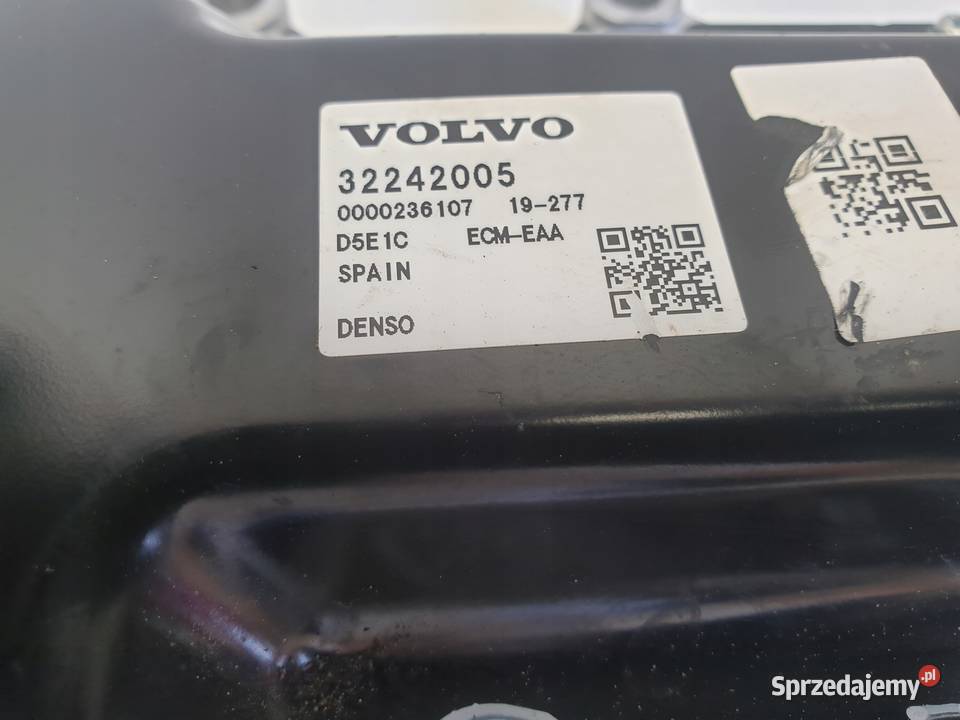 VOLVO
32242005
0000236107 19-277
D5E1C ECM-EAA
SPAIN
DENSO
Sprzedajemy.pl